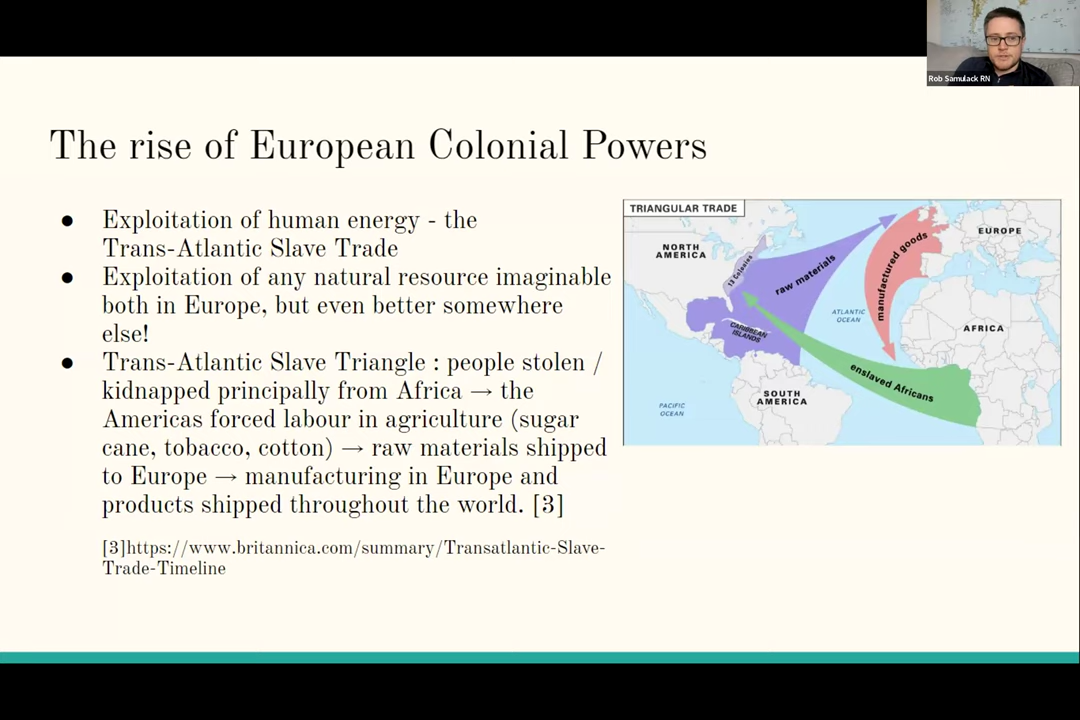 Rob Samulack RN
The rise of European Colonial Powers
● Exploitation of human energy - the
Trans-Atlantic Slave Trade
● Exploitation of any natural resource imaginable
both in Europe, but even better somewhere
else!
● Trans-Atlantic Slave Triangle : people stolen /
kidnapped principally from Africa → the
Americas forced labour in agriculture (sugar
cane, tobacco, cotton) → raw materials shipped
to Europe → manufacturing in Europe and
products shipped throughout the world. [3]
[3]https://www.britannica.com/summary/Transatlantic-Slave-
Trade-Timeline
TRIANGULAR TRADE
NORTH
AMERICA
13 Colonies
raw materials
manufactured goods
EUROPE
ATLANTIC
OCEAN
CARIBBEAN
ISLANDS
AFRICA
enslaved Africans
SOUTH
AMERICA
PACIFIC
OCEAN